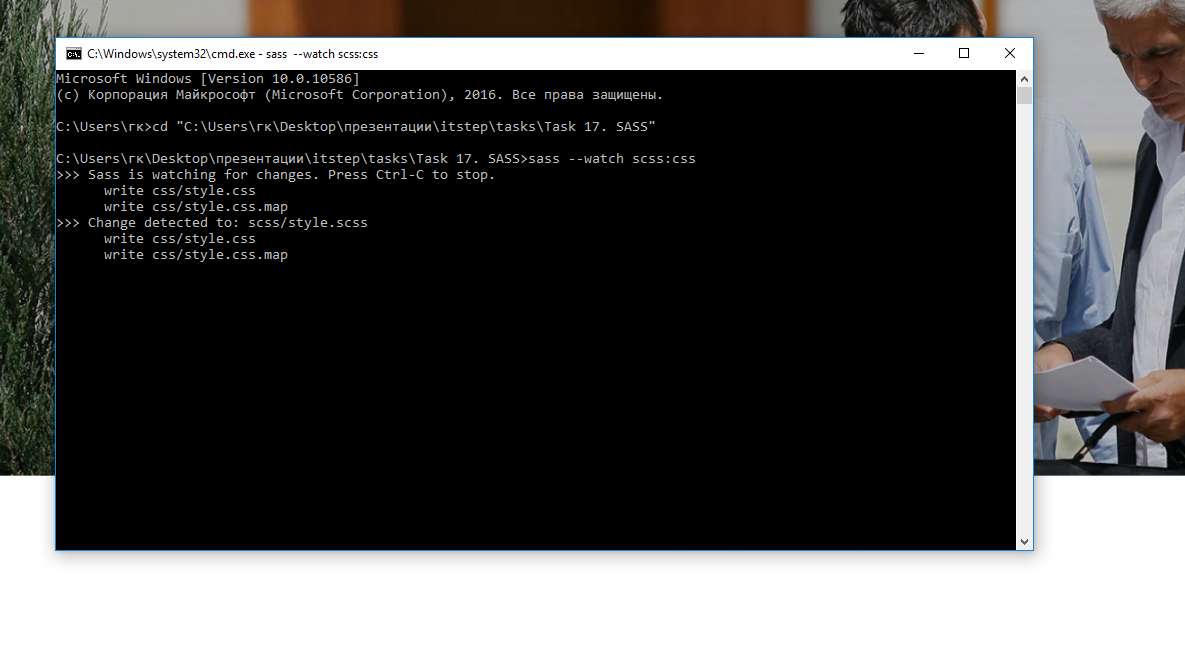 C:\Windows\system32\cmd.exe - sass  --watch scss:css
Microsoft Windows [Version 10.0.10586]
(c) Корпорация Майкрософт (Microsoft Corporation), 2016. Все права защищены.
C:\Users\гк>cd "C:\Users\гк\Desktop\презентации\itstep\tasks\Task 17. SASS"
C:\Users\гк\Desktop\презентации\itstep\tasks\Task 17. SASS>sass --watch scss:css
>>> Sass is watching for changes. Press Ctrl-C to stop.
      write css/style.css
      write css/style.css.map
>>> Change detected to: scss/style.scss
      write css/style.css
      write css/style.css.map